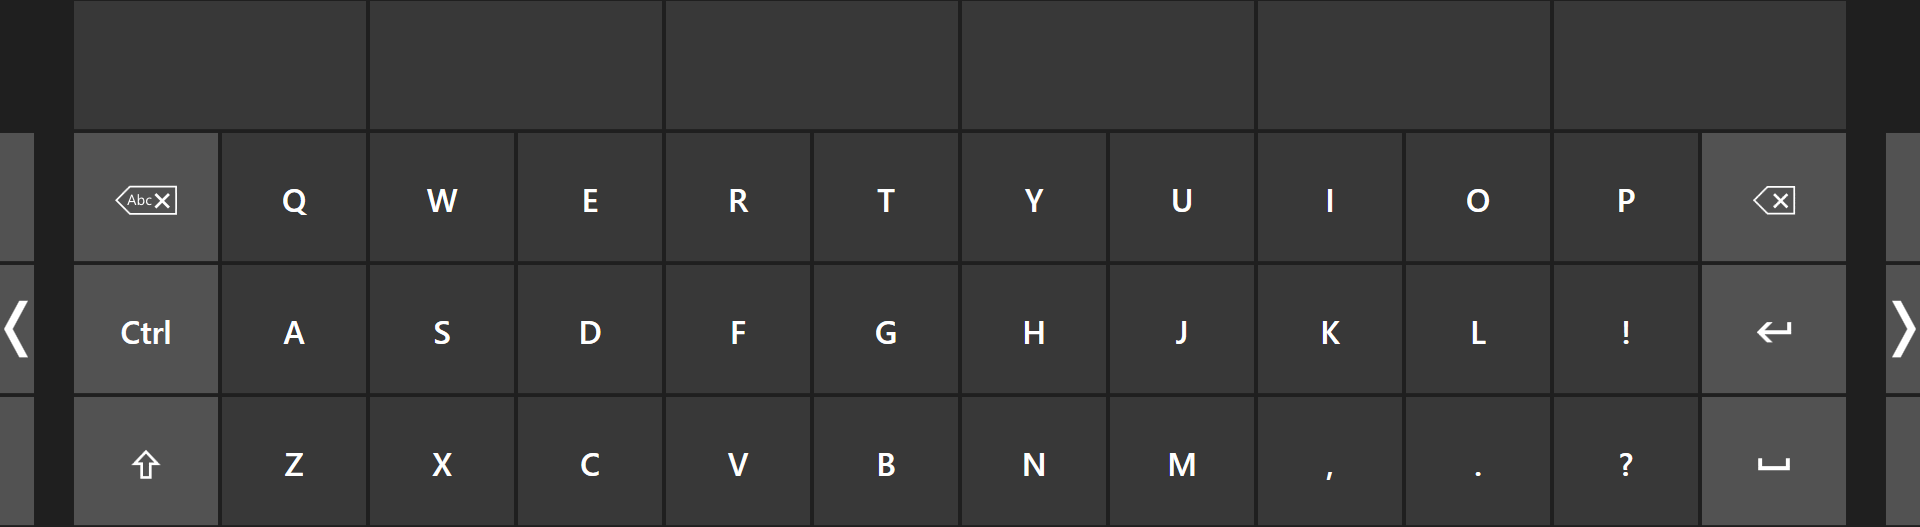 Abc Q W E R T Y U I O P
Ctrl A S D F G H J K L !
Z X C V B N M , . ?